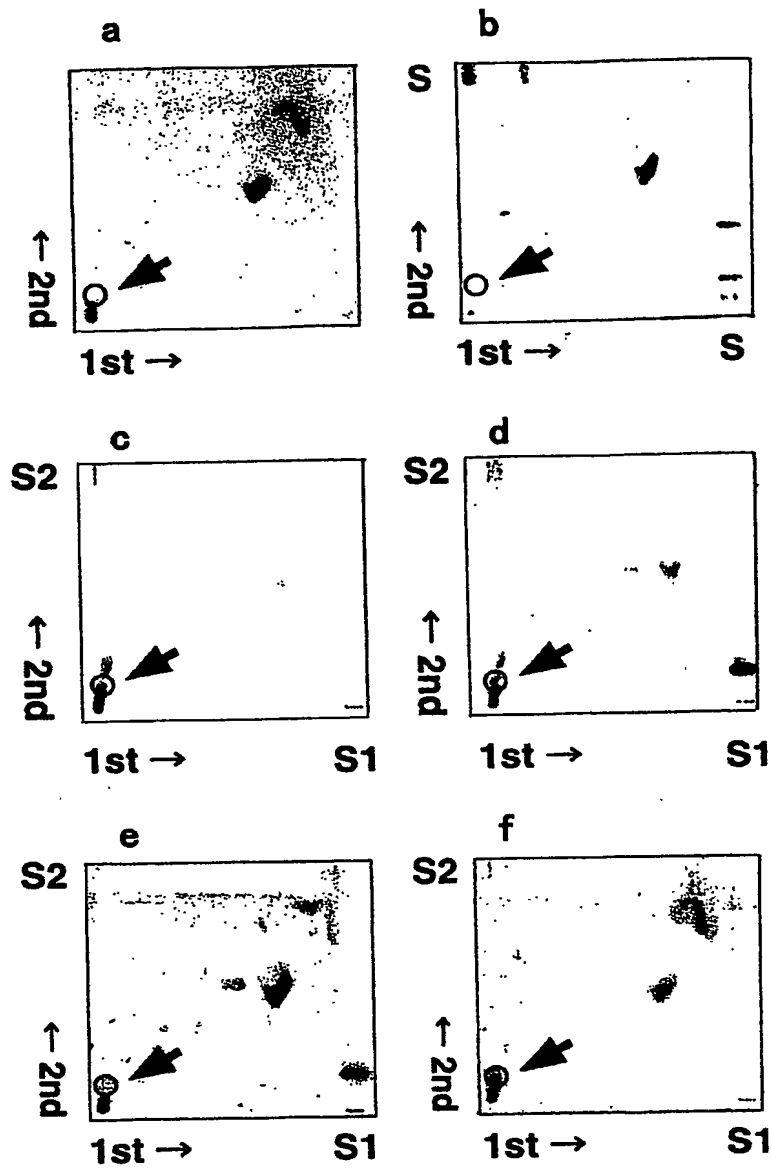 a
b
S
← 2nd
← 2nd
1st →
1st →
S
c
d
S2
S2
← 2nd
← 2nd
1st →
S1
1st →
S1
e
f
S2
S2
← 2nd
← 2nd
1st →
S1
1st →
S1